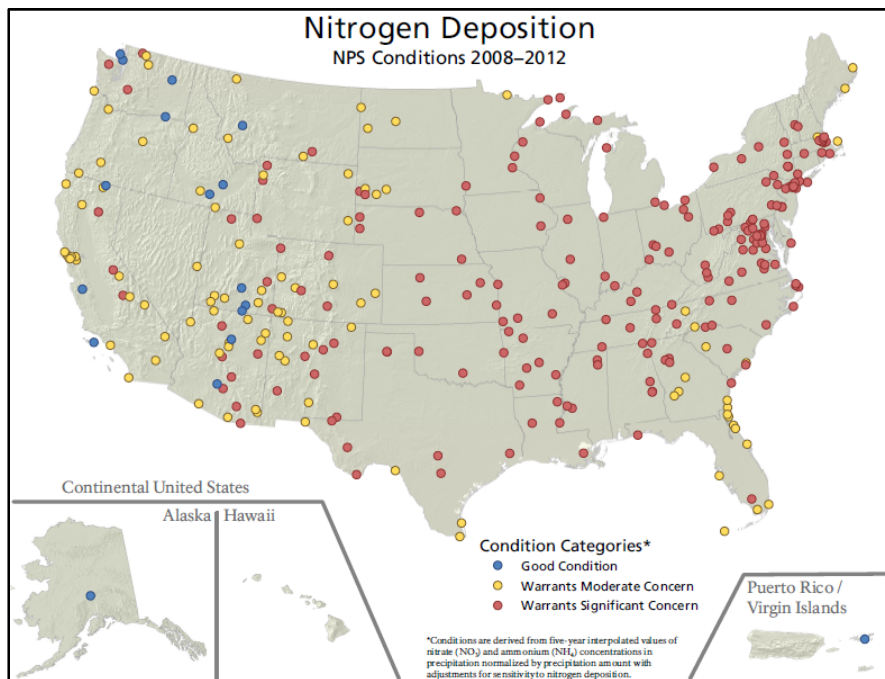 Nitrogen Deposition
NPS Conditions 2008–2012
Continental United States
Alaska
Hawaii
Condition Categories*
Good Condition
Warrants Moderate Concern
Warrants Significant Concern
*Conditions are derived from five-year interpolated values of
nitrate (NO₃) and ammonium (NH₄) concentrations in
precipitation normalized by precipitation amount with
adjustments for sensitivity to nitrogen deposition.
Puerto Rico /
Virgin Islands